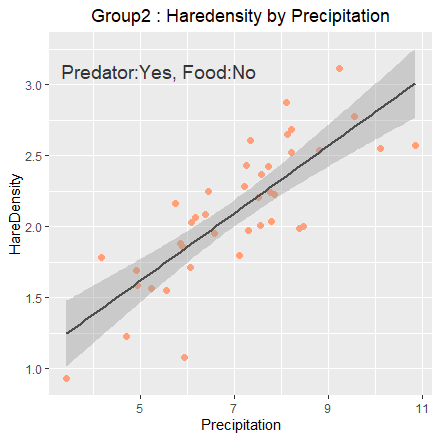 Group2 : Haredensity by Precipitation
Predator:Yes, Food:No
HareDensity
3.0
2.5
2.0
1.5
1.0
5 7 9 11
Precipitation